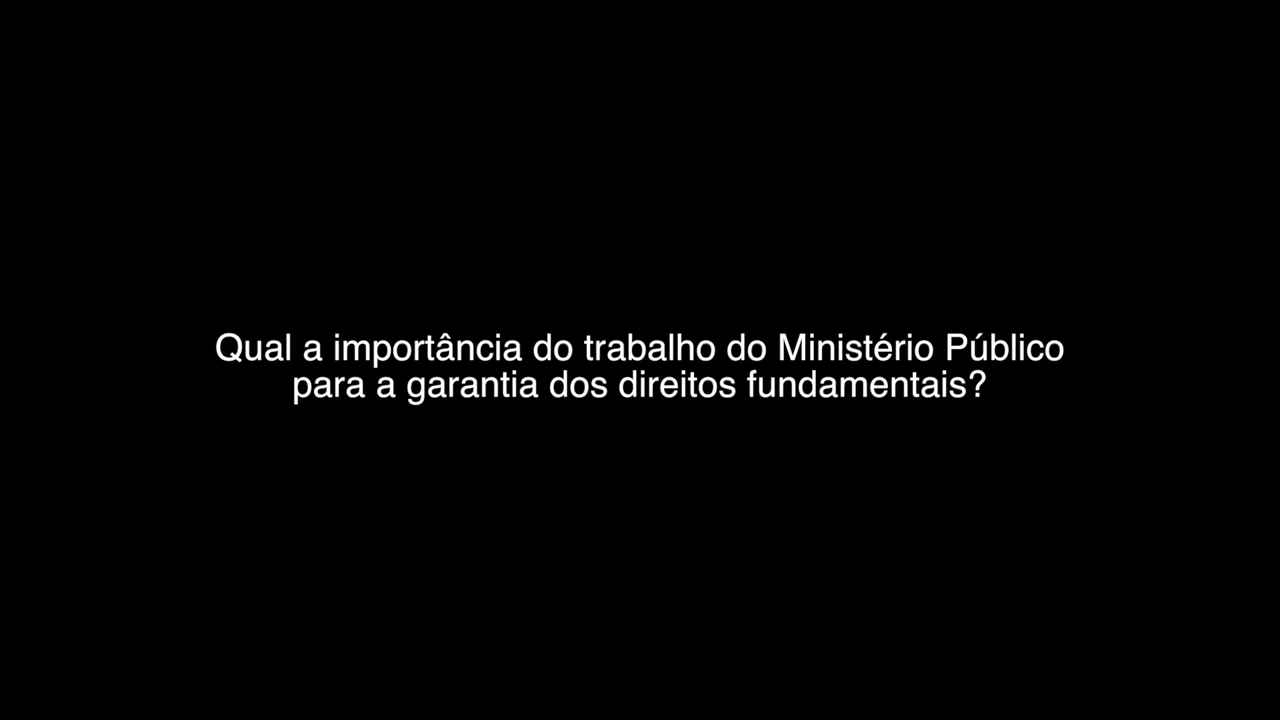 Qual a importância do trabalho do Ministério Público
para a garantia dos direitos fundamentais?